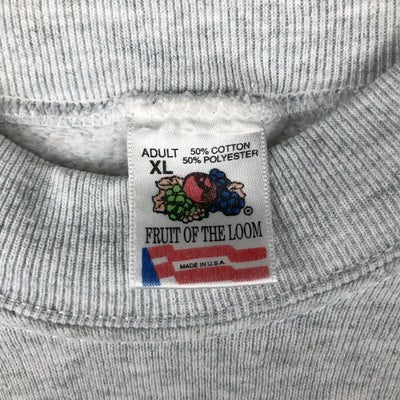 ADULT 50% COTTON
XL 50% POLYESTER
®
FRUIT OF THE LOOM
MADE IN U.S.A.